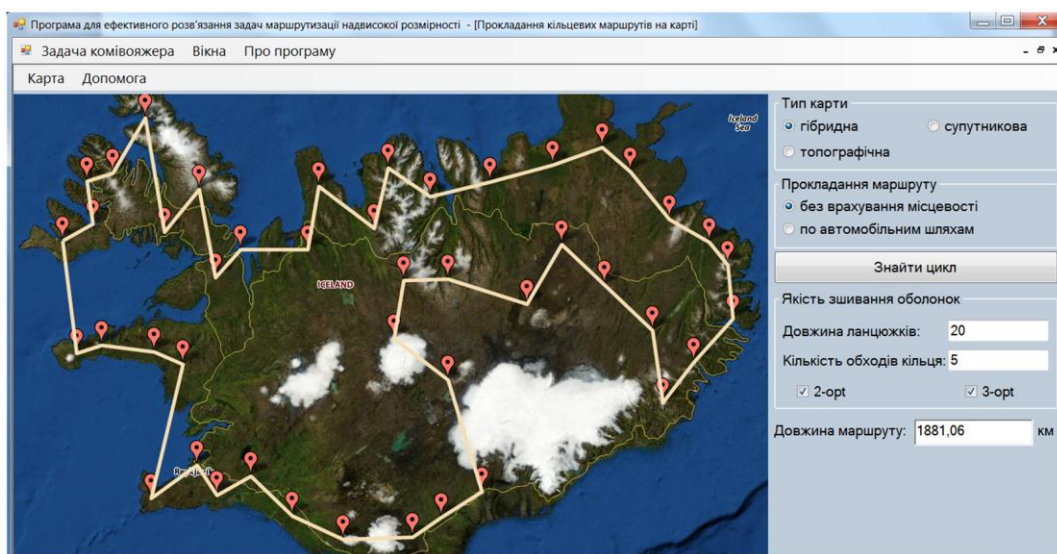 Програма для ефективного розв'язання задач маршрутизації надвисокої розмірності - [Прокладання кільцевих маршрутів на карті]
Задача комівояжера Вікна Про програму
Карта Допомога
Iceland
Sea
ICELAND
Тип карти
гібридна супутникова
топографічна
Прокладання маршруту
без врахування місцевості
по автомобільним шляхам
Знайти цикл
Якість зшивання оболонок
Довжина ланцюжків: 20
Кількість обходів кільця: 5
2-opt 3-opt
Довжина маршруту: 1881,06 км